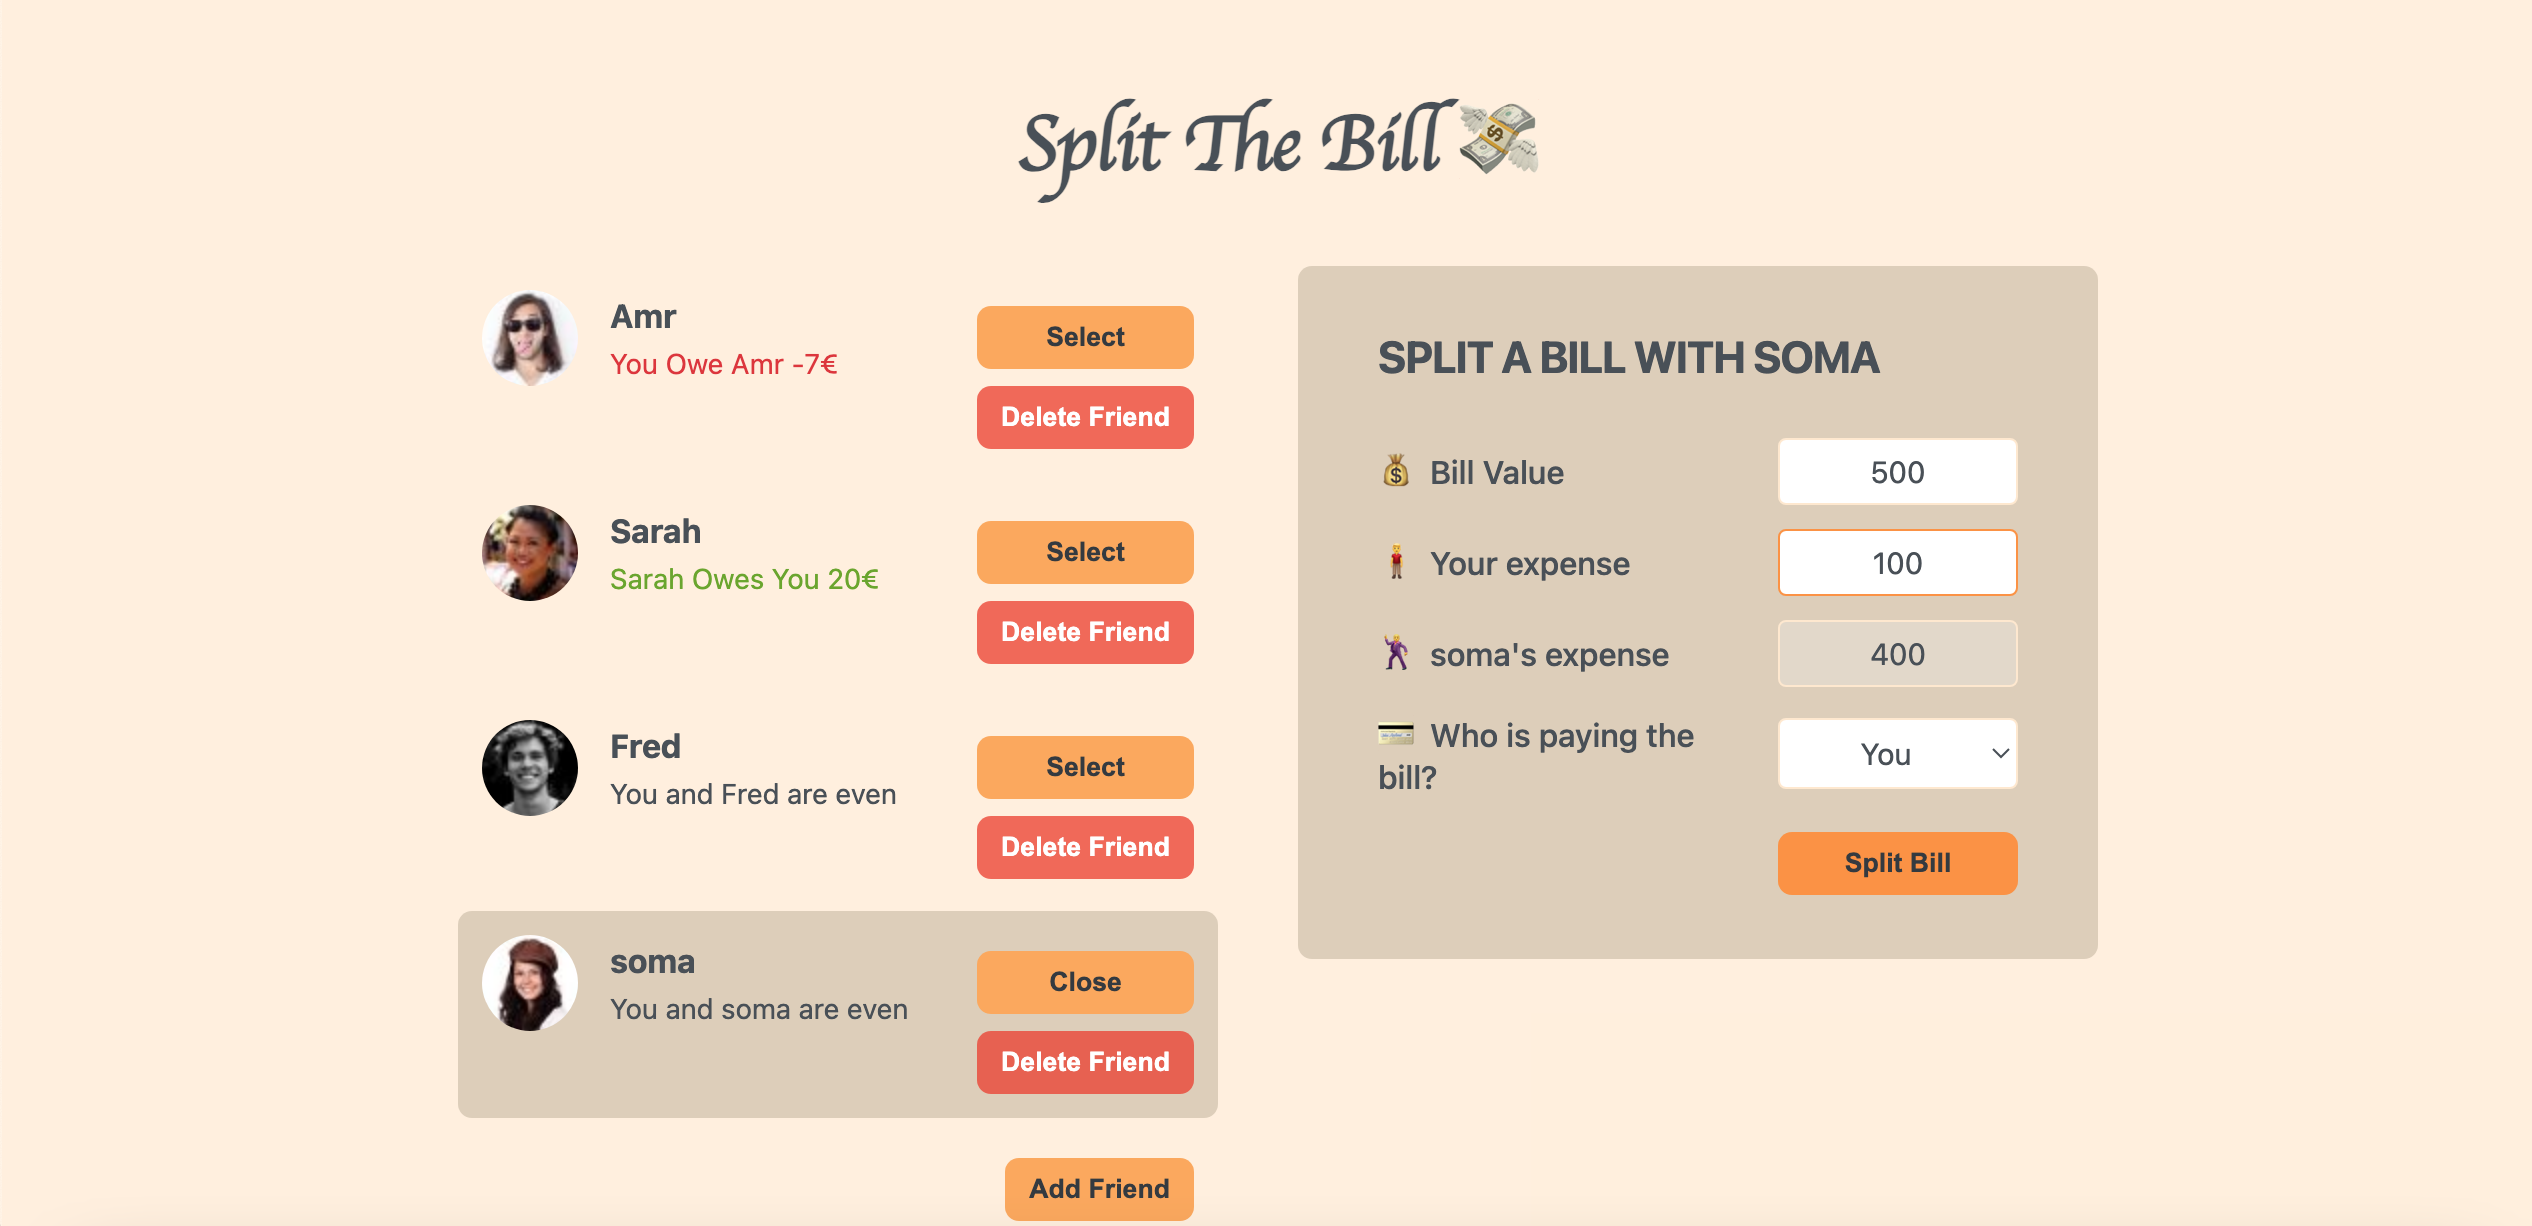 Split The Bill💸
Amr
You Owe Amr -7€
Select
Delete Friend
Sarah
Sarah Owes You 20€
Select
Delete Friend
Fred
You and Fred are even
Select
Delete Friend
soma
You and soma are even
Close
Delete Friend
Add Friend
SPLIT A BILL WITH SOMA
💰 Bill Value
500
🧍 Your expense
100
🕺 soma's expense
400
💳 Who is paying the
bill?
You
Split Bill